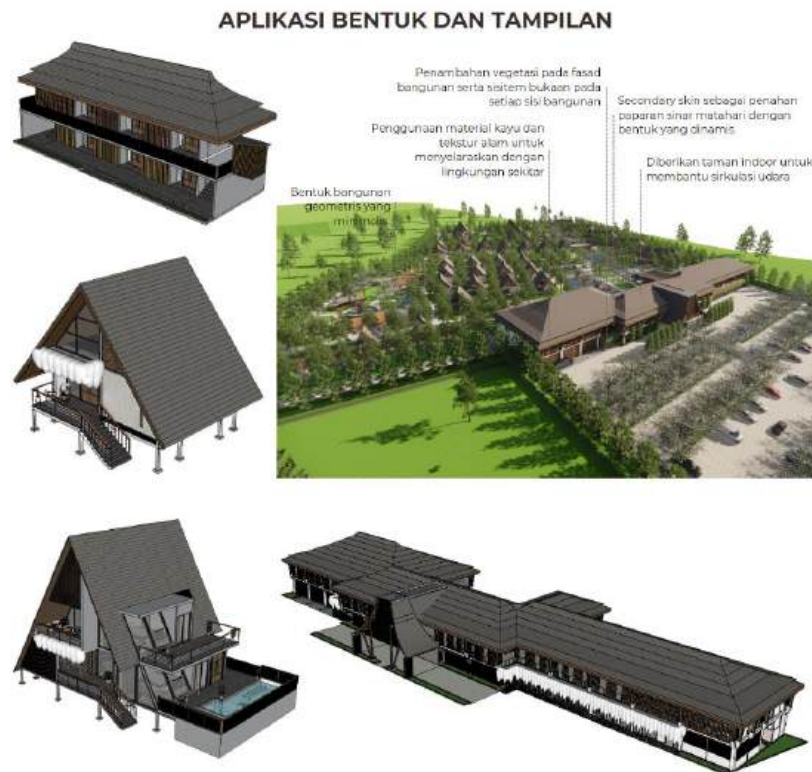 APLIKASI BENTUK DAN TAMPILAN
Penambahan vegetasi pada fasad
bangunan serta sisitem bukaan pada
setiap sisi bangunan
Secondary skin sebagai penahan
paparan sinar matahari dengan
bentuk yang dinamis.
Penggunaan material kayu dan
tekstur alam untuk
menyelaraskan dengan
lingkungan sekitar
Diberikan taman indoor untuk
membantu sirkulasi udara
Bentuk bangunan
geometris yang
minimalis